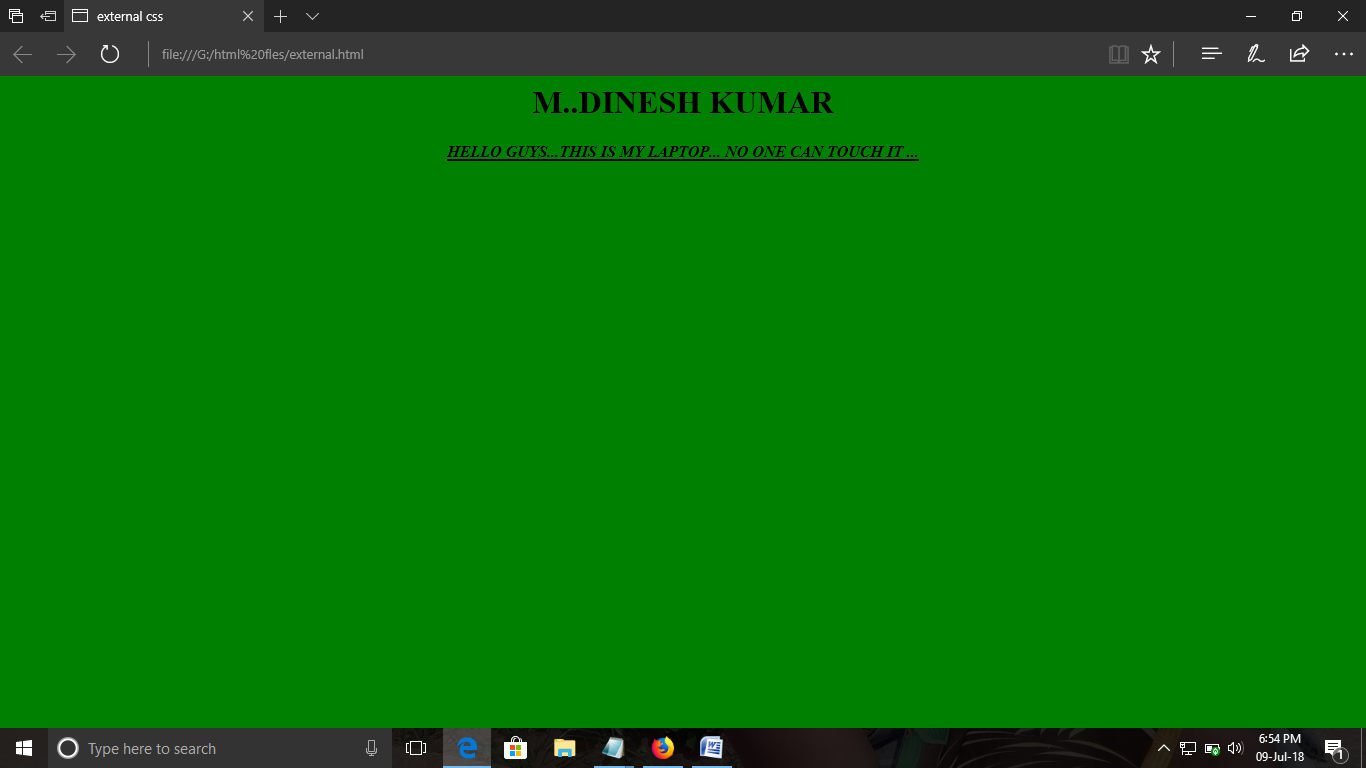 external css
file:///G:/html%20fles/external.html
M..DINESH KUMAR
HELLO GUYS...THIS IS MY LAPTOP... NO ONE CAN TOUCH IT ...
Type here to search
6:54 PM
09-Jul-18
1